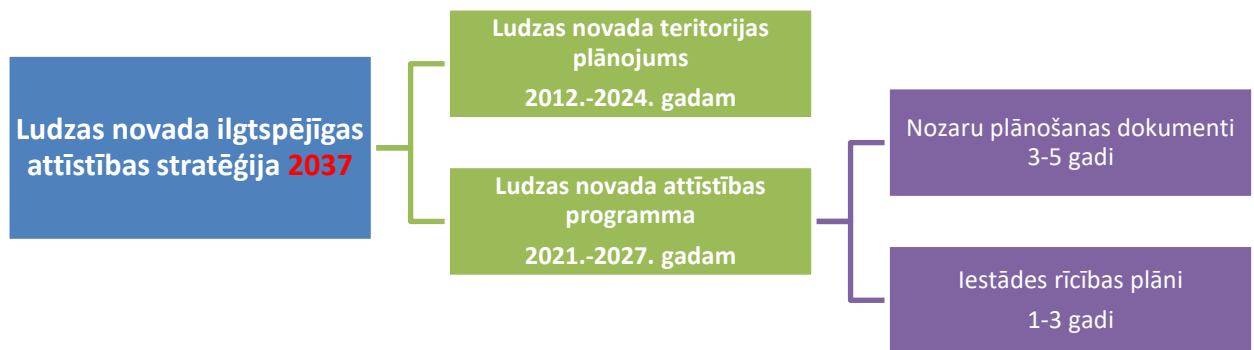 Ludzas novada ilgtspējīgas
attīstības stratēģija 2037
Ludzas novada teritorijas
plānojums
2012.-2024. gadam
Ludzas novada attīstības
programma
2021.-2027. gadam
Nozaru plānošanas dokumenti
3-5 gadi
Iestādes rīcības plāni
1-3 gadi